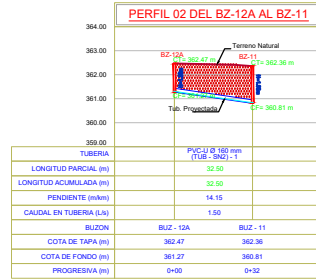 PERFIL 02 DEL BZ-12A AL BZ-11
364.00
363.00
362.00
361.00
360.00
359.00
Terreno Natural
BZ-12A
CT= 362.47 m
BZ-11
CT= 362.36 m
CF= 360.81 m
Tub. Proyectada
TUBERIA
PVC-U Ø 160 mm
(TUB - SN2) - 1
LONGITUD PARCIAL (m)
32.50
LONGITUD ACUMULADA (m)
32.50
PENDIENTE (m/km)
14.15
CAUDAL EN TUBERIA (L/s)
1.50
BUZON
BUZ - 12A
BUZ - 11
COTA DE TAPA (m)
362.47
362.36
COTA DE FONDO (m)
361.27
360.81
PROGRESIVA (m)
0+00
0+32